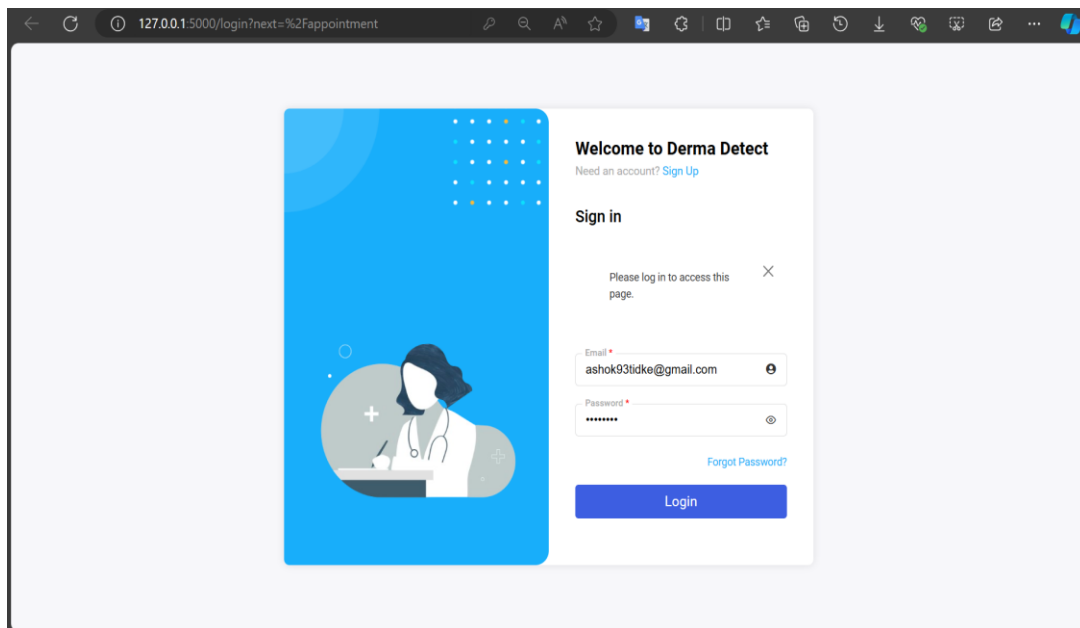 127.0.0.1:5000/login?next=%2Fappointment
Welcome to Derma Detect
Need an account? Sign Up
Sign in
Please log in to access this
page.
Email *
ashok93tidke@gmail.com
Password *
••••••••
Forgot Password?
Login